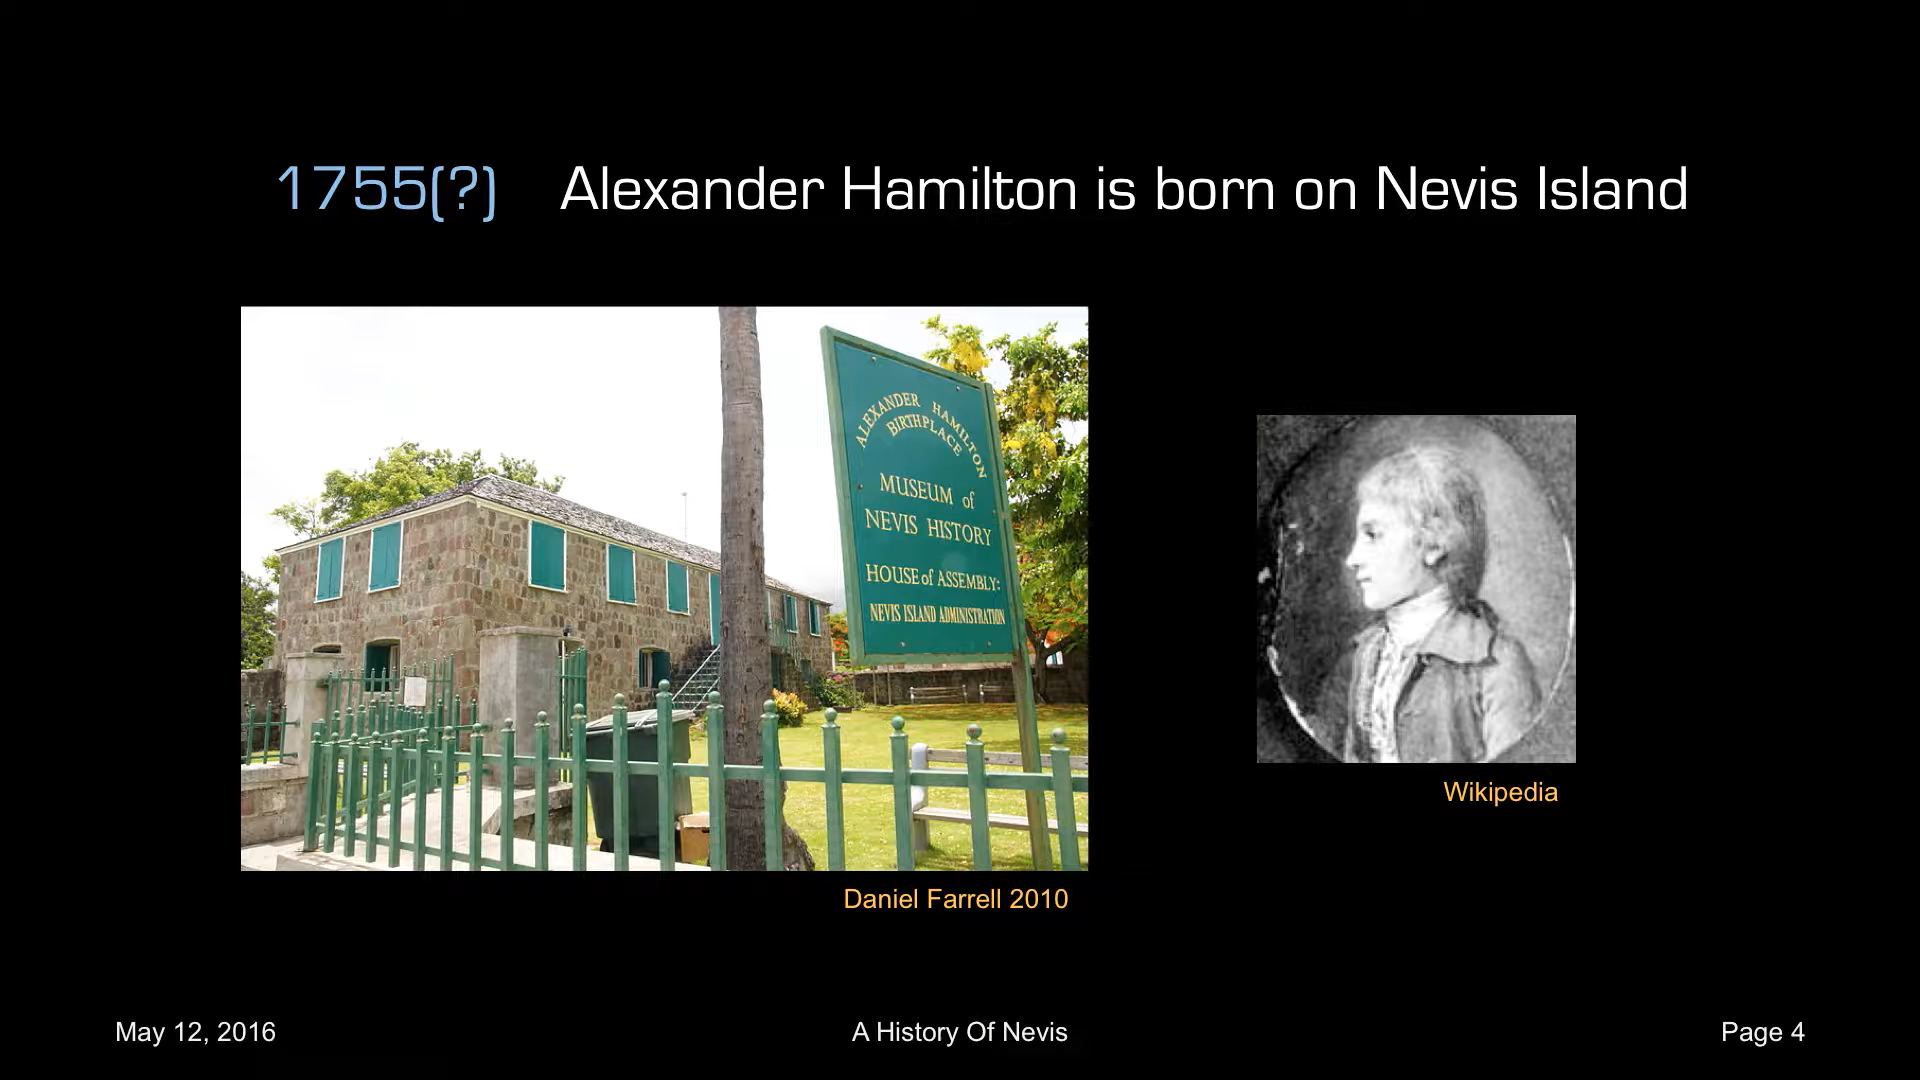 1755(?) Alexander Hamilton is born on Nevis Island
ALEXANDER HAMILTON
BIRTHPLACE
MUSEUM of
NEVIS HISTORY
HOUSE of ASSEMBLY:
NEVIS ISLAND ADMINISTRATION
Wikipedia
Daniel Farrell 2010
May 12, 2016
A History Of Nevis
Page 4